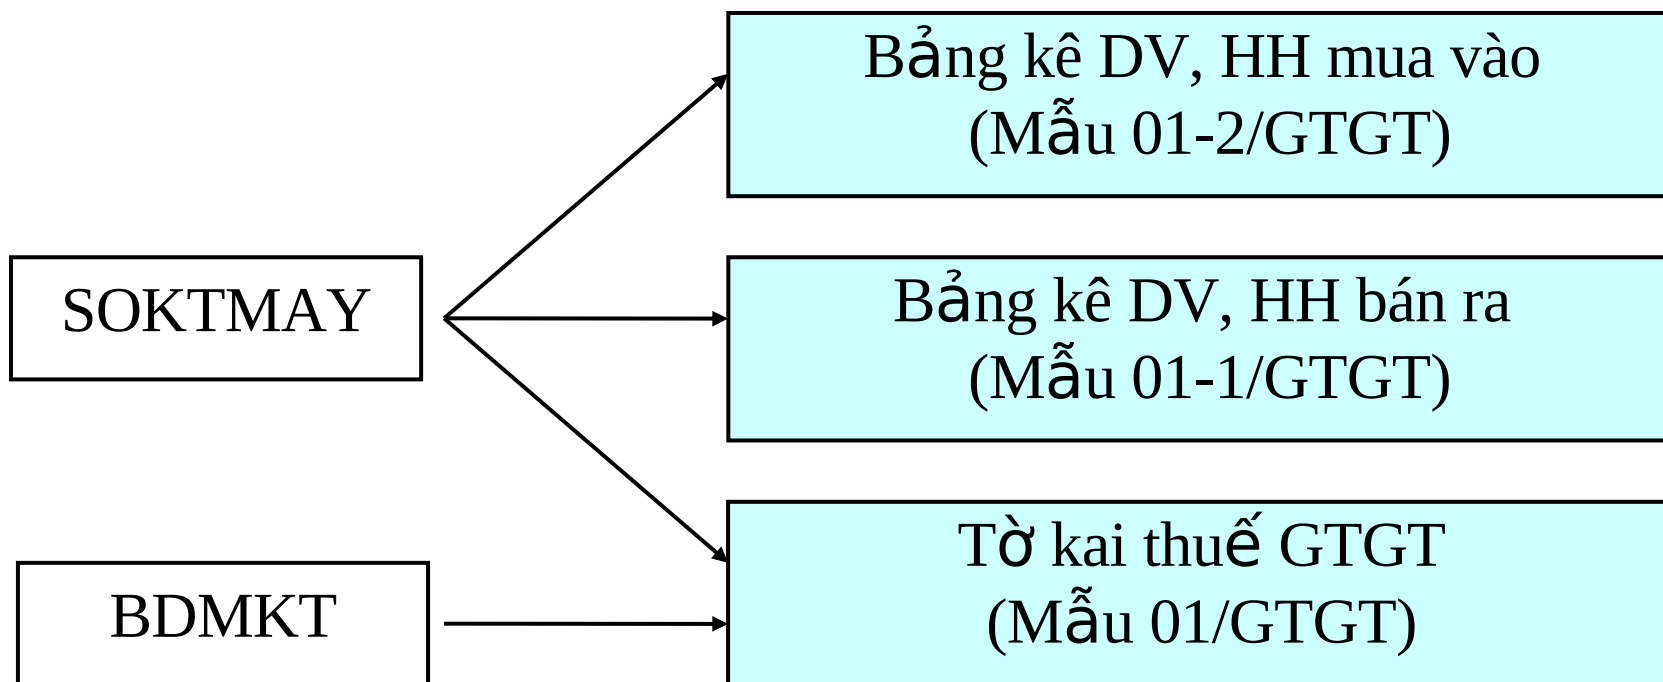 Bảng kê DV, HH mua vào
(Mẫu 01-2/GTGT)
SOKTMAY
Bảng kê DV, HH bán ra
(Mẫu 01-1/GTGT)
Tờ kai thuế GTGT
(Mẫu 01/GTGT)
BDMKT